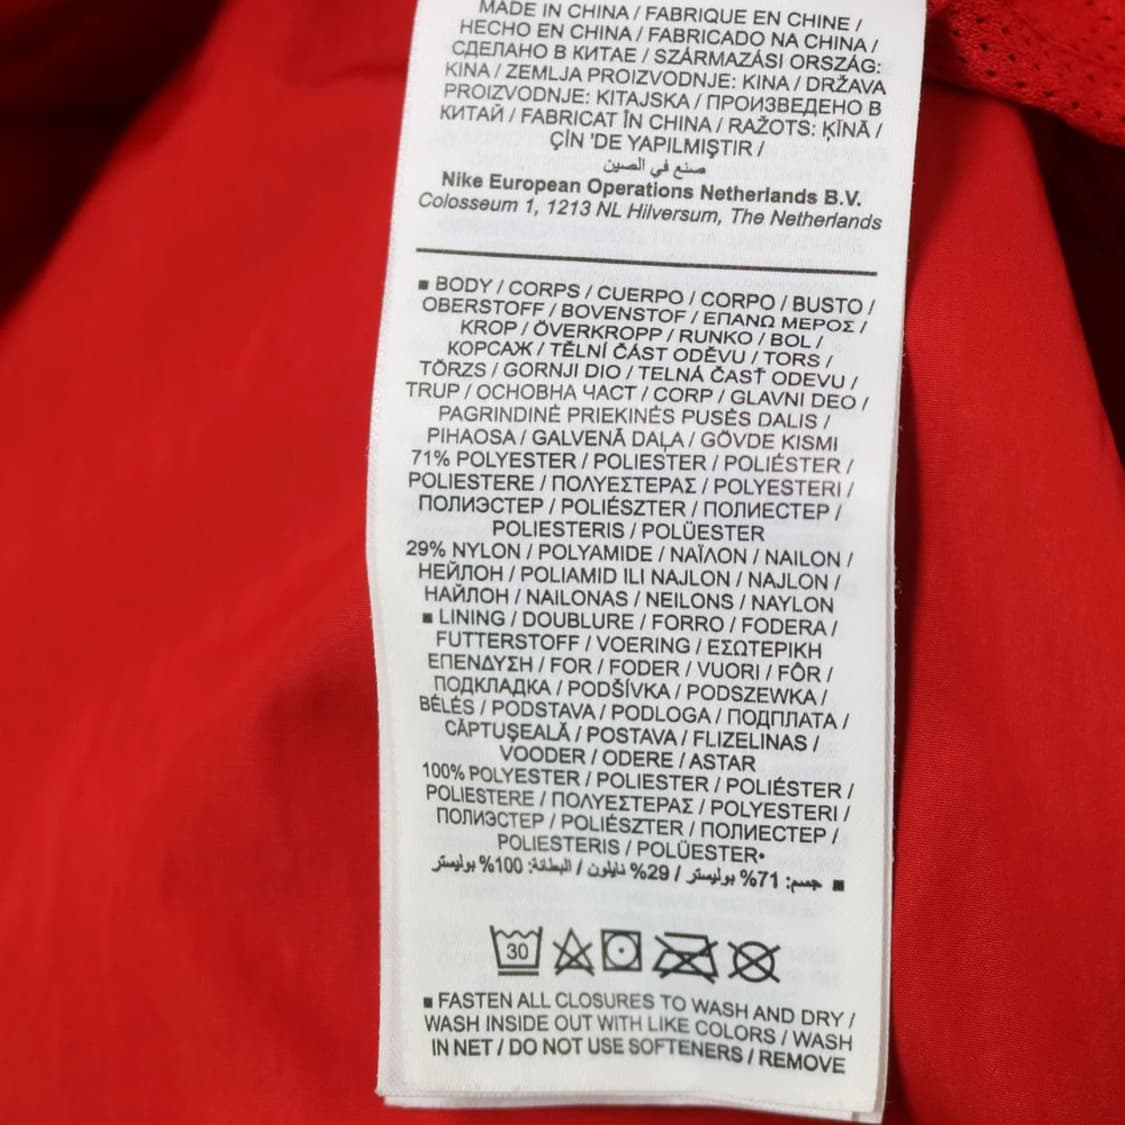 MADE IN CHINA / FABRIQUE EN CHINE /
HECHO EN CHINA / FABRICADO NA CHINA /
СДЕЛАНО В КИТАЕ / SZÁRMAZÁSI ORSZÁG:
KINA / ZEMLJA PROIZVODNJE: KINA / DRŽAVA
PROIZVODNJE: KITAJSKA / ПРОИЗВЕДЕНО В
КИТАЙ / FABRICAT ÎN CHINA / RAŽOTS: ĶĪNĀ /
ÇİN 'DE YAPILMIŞTIR /
صنع في الصين
Nike European Operations Netherlands B.V.
Colosseum 1, 1213 NL Hilversum, The Netherlands
■ BODY / CORPS / CUERPO / CORPO / BUSTO /
OBERSTOFF / BOVENSTOF / ΕΠΑΝΩ ΜΕΡΟΣ /
KROP / ÖVERKROPP / RUNKO / BOL /
КОРСАЖ / TĚLNÍ ČÁST ODĚVU / TORS /
TÖRZS / GORNJI DIO / TELNÁ ČASŤ ODEVU /
TRUP / ОСНОВНА ЧАСТ / CORP / GLAVNI DEO /
PAGRINDINĖ PRIEKINĖS PUSĖS DALIS /
PIHAOSA / GALVENĀ DAĻA / GÖVDE KISMI
71% POLYESTER / POLIESTER / POLIÉSTER /
POLIESTERE / ΠΟΛΥΕΣΤΕΡΑΣ / POLYESTERI /
ПОЛИЭСТЕР / POLIÉSZTER / ПОЛИЕСТЕР /
POLIESTERIS / POLÜESTER
29% NYLON / POLYAMIDE / ΝΑΪΛΟΝ / NAILON /
НЕЙЛОН / POLIAMID ILI NAJLON / NAJLON /
НАЙЛОН / NAILONAS / NEILONS / NAYLON
■ LINING / DOUBLURE / FORRO / FODERA /
FUTTERSTOFF / VOERING / ΕΣΩΤΕΡΙΚΗ
ΕΠΕΝΔΥΣΗ / FOR / FODER / VUORI / FÔR /
ПОДКЛАДКА / PODŠÍVKA / PODSZEWKA /
BÉLÉS / PODSTAVA / PODLOGA / ПОДПЛАТА /
CĂPTUȘEALĂ / POSTAVA / FLIZELINAS /
VOODER / ODERE / ASTAR
100% POLYESTER / POLIESTER / POLIÉSTER /
POLIESTERE / ΠΟΛΥΕΣΤΕΡΑΣ / POLYESTERI /
ПОЛИЭСТЕР / POLIÉSZTER / ПОЛИЕСТЕР /
POLIESTERIS / POLÜESTER•
■ جسم: 71% بوليستر / 29% نايلون / البطانة: 100% بوليستر
30
■ FASTEN ALL CLOSURES TO WASH AND DRY /
WASH INSIDE OUT WITH LIKE COLORS / WASH
IN NET / DO NOT USE SOFTENERS / REMOVE